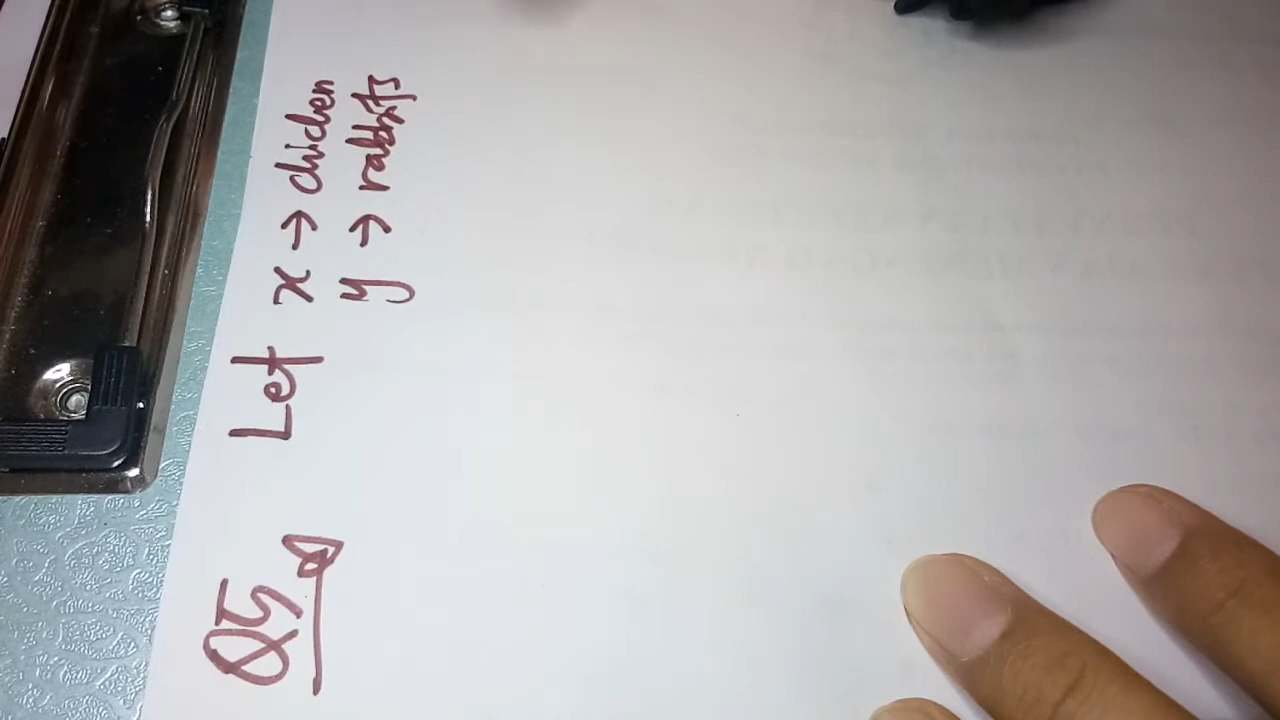 Q5 Let x → chicken
y → rabbits